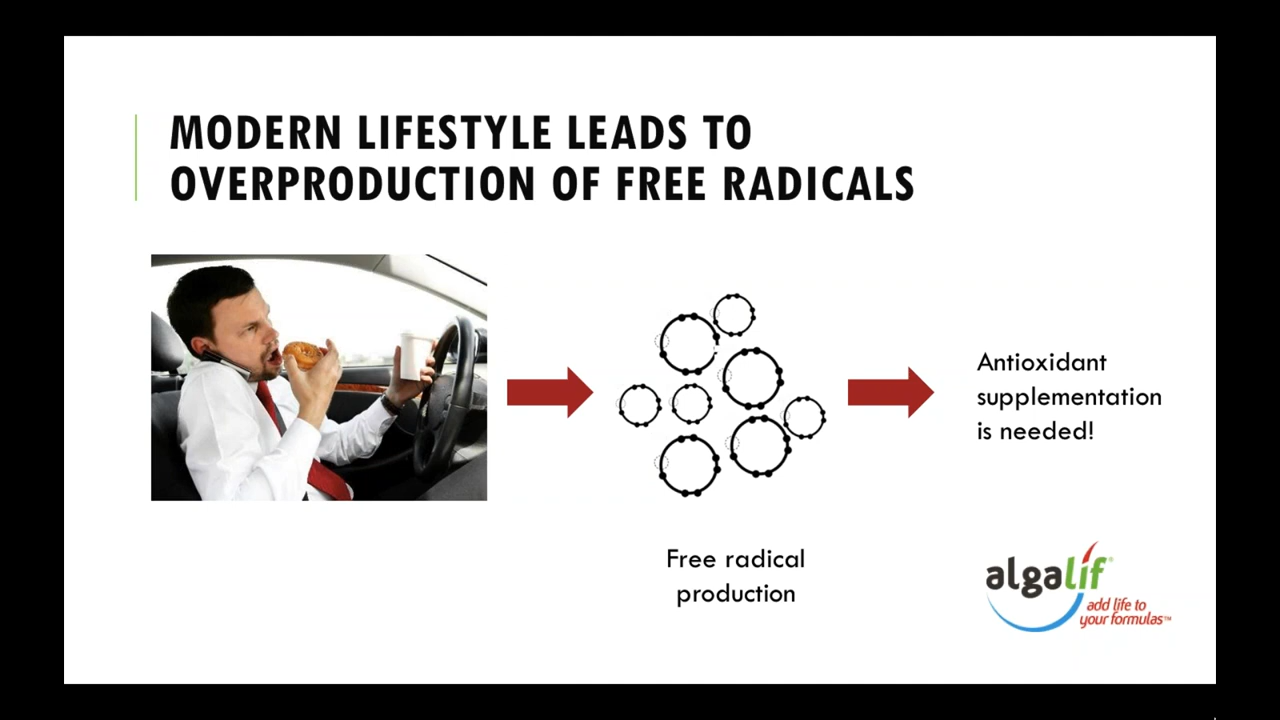 MODERN LIFESTYLE LEADS TO
OVERPRODUCTION OF FREE RADICALS
Antioxidant
supplementation
is needed!
Free radical
production
algalif®
add life to
your formulas™